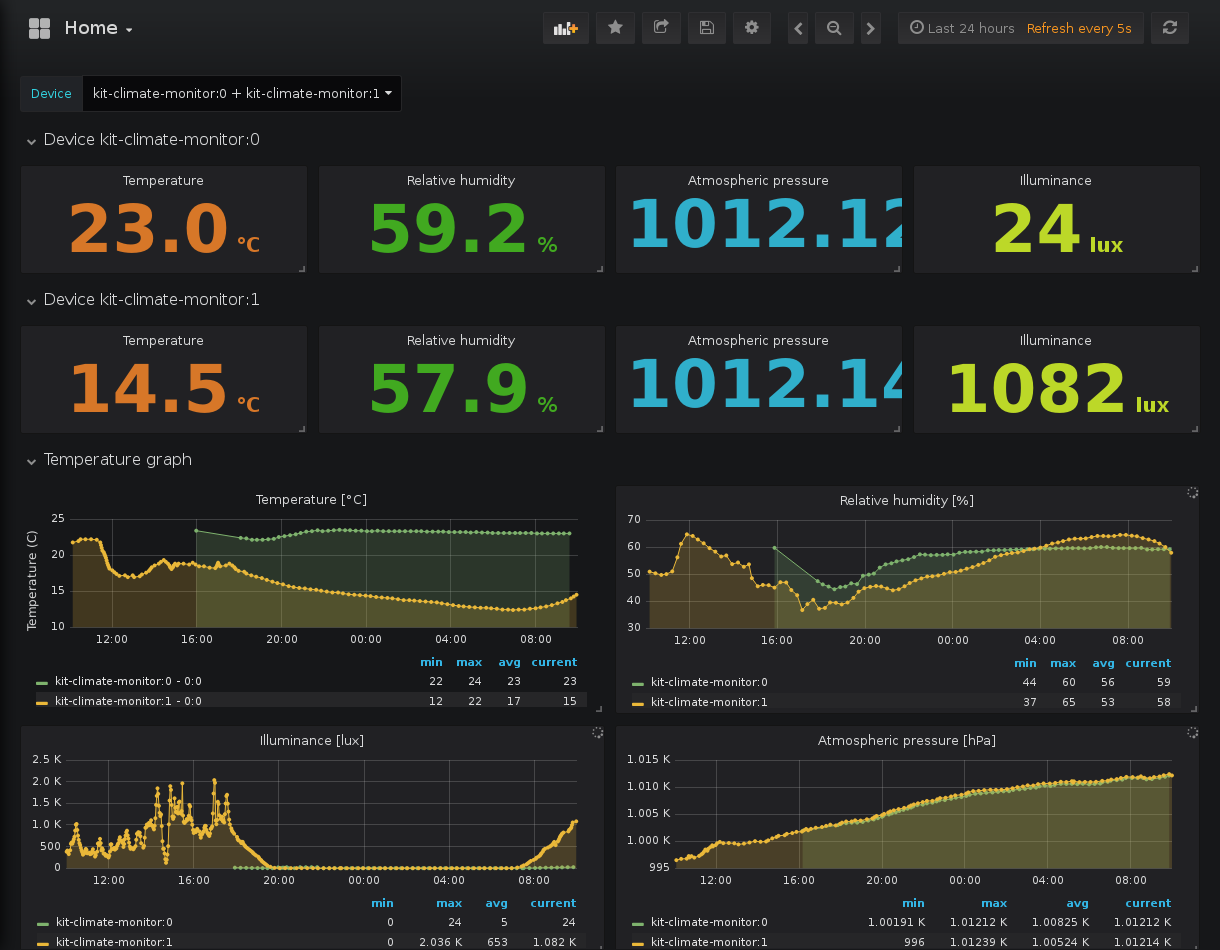 Home
Last 24 hours Refresh every 5s
Device kit-climate-monitor:0 + kit-climate-monitor:1
Device kit-climate-monitor:0
Temperature Relative humidity Atmospheric pressure Illuminance
23.0 °C 59.2 % 1012.12 24 lux
Device kit-climate-monitor:1
Temperature Relative humidity Atmospheric pressure Illuminance
14.5 °C 57.9 % 1012.14 1082 lux
Temperature graph
Temperature [°C]
Temperature (C)
25
20
15
10
12:00 16:00 20:00 00:00 04:00 08:00
min max avg current
kit-climate-monitor:0 - 0:0 22 24 23 23
kit-climate-monitor:1 - 0:0 12 22 17 15
Relative humidity [%]
70
60
50
40
30
12:00 16:00 20:00 00:00 04:00 08:00
min max avg current
kit-climate-monitor:0 44 60 56 59
kit-climate-monitor:1 37 65 53 58
Illuminance [lux]
2.5 K
2.0 K
1.5 K
1.0 K
500
0
12:00 16:00 20:00 00:00 04:00 08:00
min max avg current
kit-climate-monitor:0 0 24 5 24
kit-climate-monitor:1 0 2.036 K 653 1.082 K
Atmospheric pressure [hPa]
1.015 K
1.010 K
1.005 K
1.000 K
995
12:00 16:00 20:00 00:00 04:00 08:00
min max avg current
kit-climate-monitor:0 1.00191 K 1.01212 K 1.00825 K 1.01212 K
kit-climate-monitor:1 996 1.01239 K 1.00524 K 1.01214 K